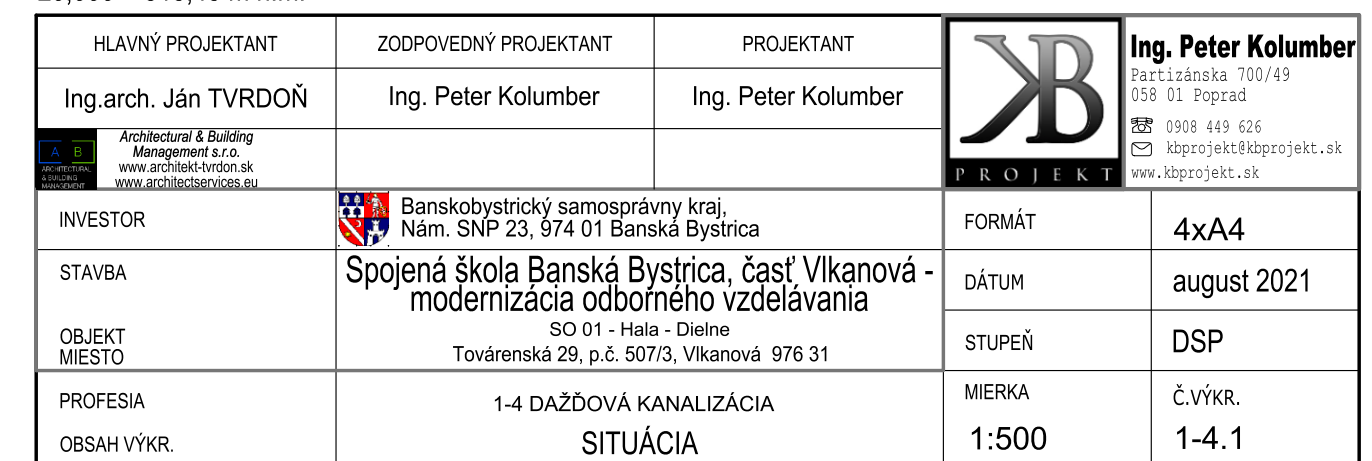 HLAVNÝ PROJEKTANT
ZODPOVEDNÝ PROJEKTANT
PROJEKTANT
Ing.arch. Ján TVRDOŇ
Ing. Peter Kolumber
Ing. Peter Kolumber
A B
ARCHITECTURAL
& BUILDING
MANAGEMENT
Architectural & Building
Management s.r.o.
www.architekt-tvrdon.sk
www.architectservices.eu
KB
PROJEKT
Ing. Peter Kolumber
Partizánska 700/49
058 01 Poprad
0908 449 626
kbprojekt@kbprojekt.sk
www.kbprojekt.sk
INVESTOR
Banskobystrický samosprávny kraj,
Nám. SNP 23, 974 01 Banská Bystrica
FORMÁT
4xA4
STAVBA
Spojená škola Banská Bystrica, časť Vlkanová -
modernizácia odborného vzdelávania
DÁTUM
august 2021
OBJEKT
SO 01 - Hala - Dielne
MIESTO
Továrenská 29, p.č. 507/3, Vlkanová 976 31
STUPEŇ
DSP
PROFESIA
1-4 DAŽĎOVÁ KANALIZÁCIA
MIERKA
1:500
Č.VÝKR.
1-4.1
OBSAH VÝKR.
SITUÁCIA